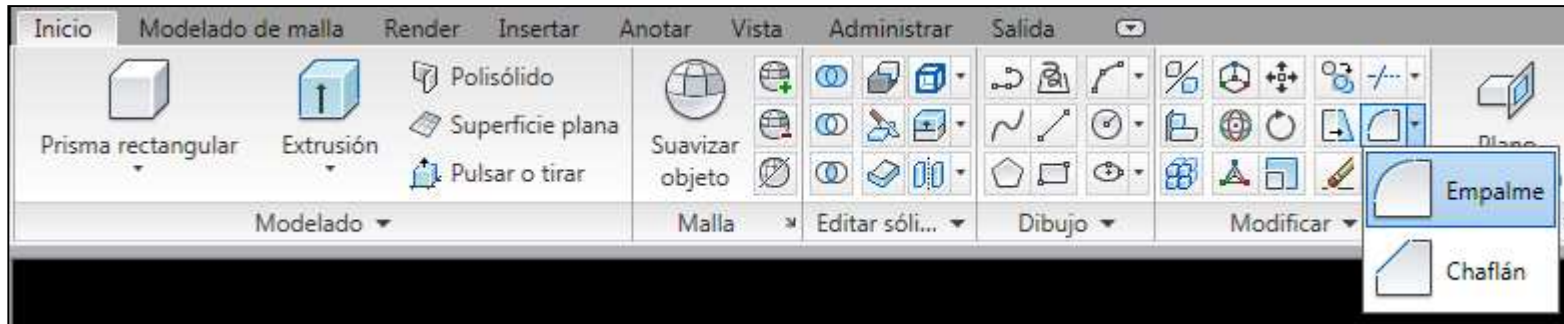 Inicio Modelado de malla Render Insertar Anotar Vista Administrar Salida
Polisólido
Superficie plana
Prisma rectangular Extrusión Suavizar Plano
Pulsar o tirar objeto
Empalme
Modelado Malla Editar sóli... Dibujo Modificar
Chaflán